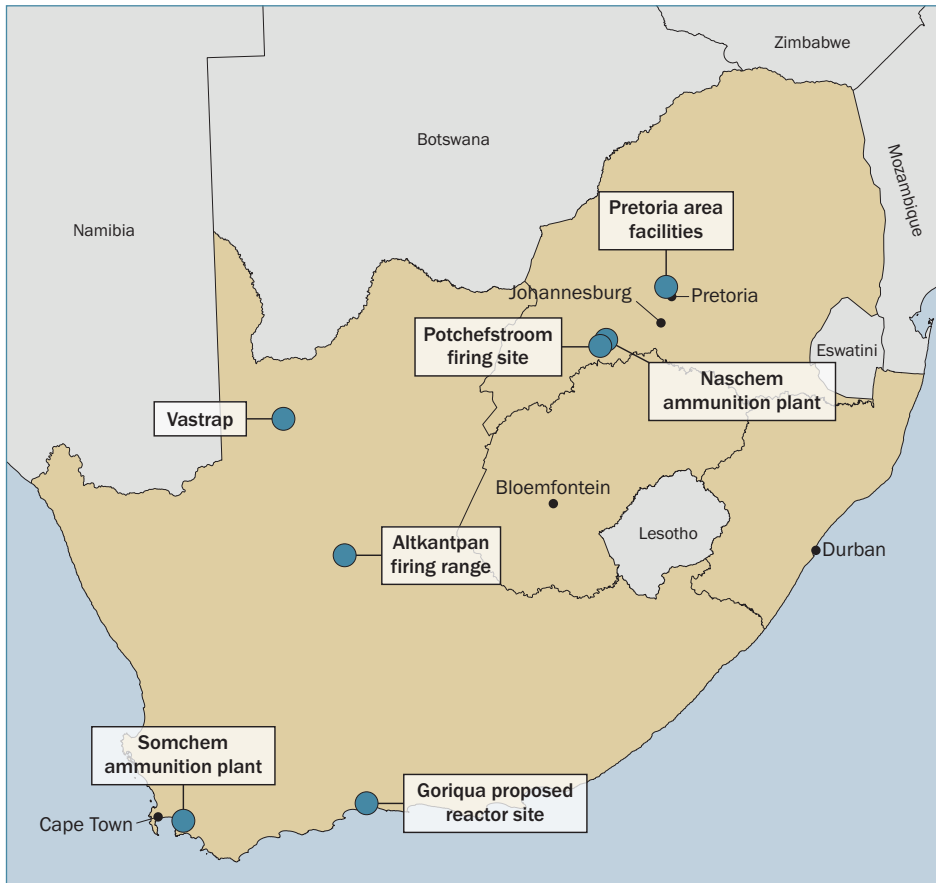 Zimbabwe
Botswana
Mozambique
Namibia
Pretoria area
facilities
Johannesburg
Pretoria
Potchefstroom
firing site
Eswatini
Naschem
ammunition plant
Vastrap
Bloemfontein
Lesotho
Altkantpan
firing range
Durban
Somchem
ammunition plant
Goriqua proposed
reactor site
Cape Town